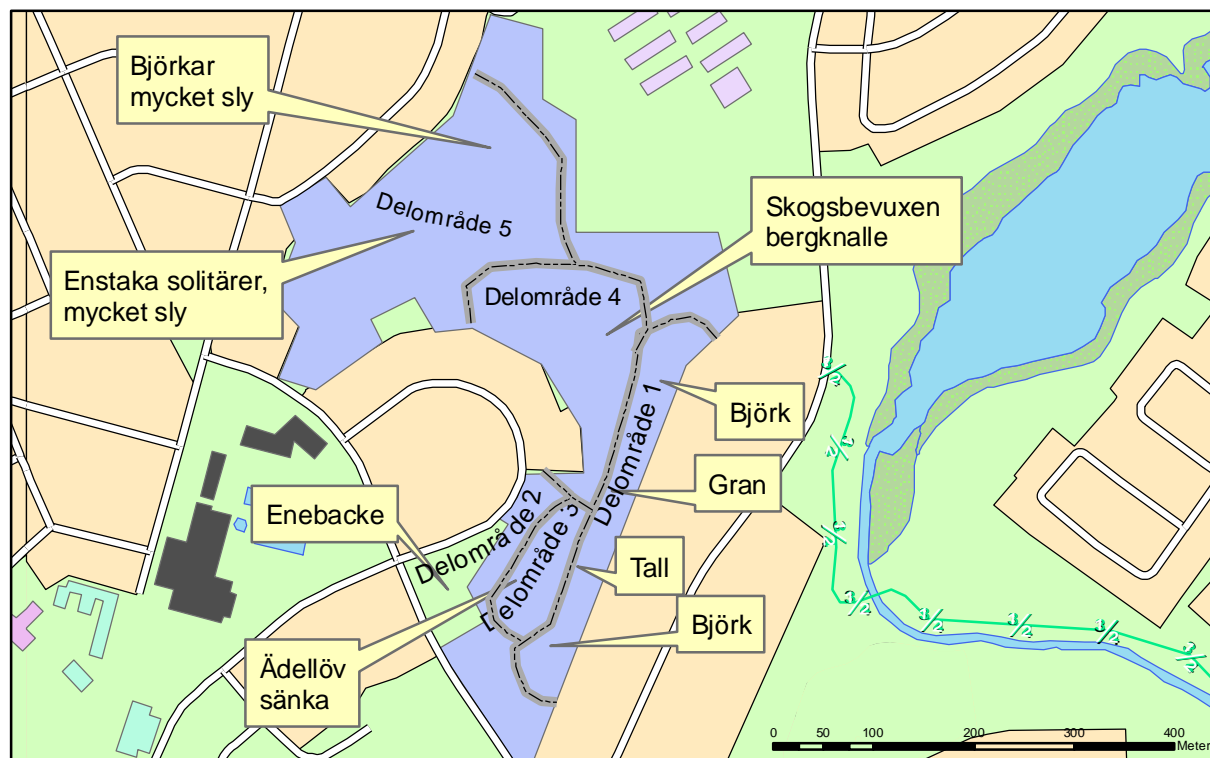 Björkar
mycket sly
Delområde 5
Skogsbevuxen
bergknalle
Enstaka solitärer,
mycket sly
Delområde 4
Björk
Delområde 1
Gran
Enebacke
Delområde 2
Delområde 3
Tall
Björk
Ädellöv
sänka
0 50 100 200 300 400
Meter